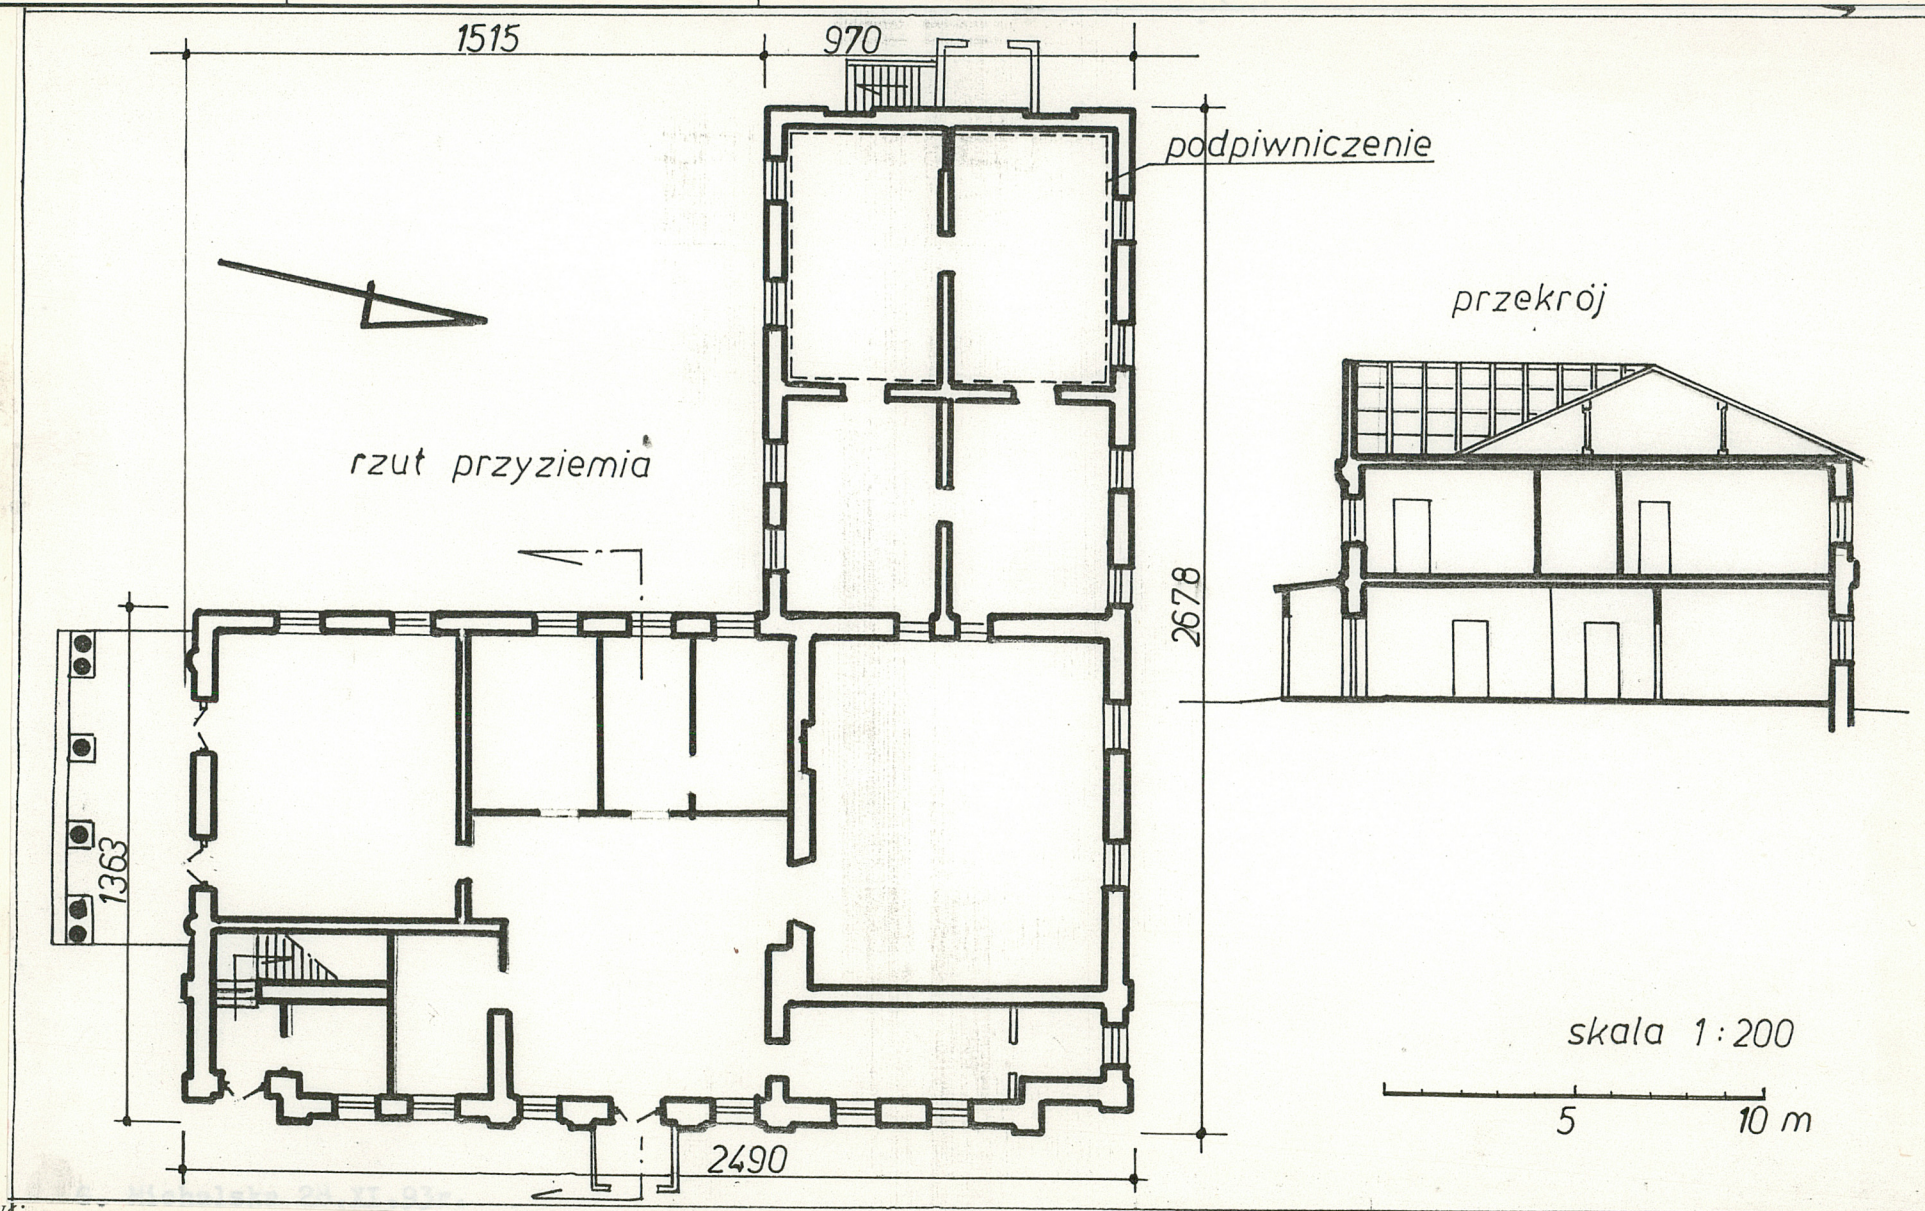 1515
970
podpiwniczenie
przekrój
rzut przyziemia
2678
1363
skala 1:200
5
10 m
2490